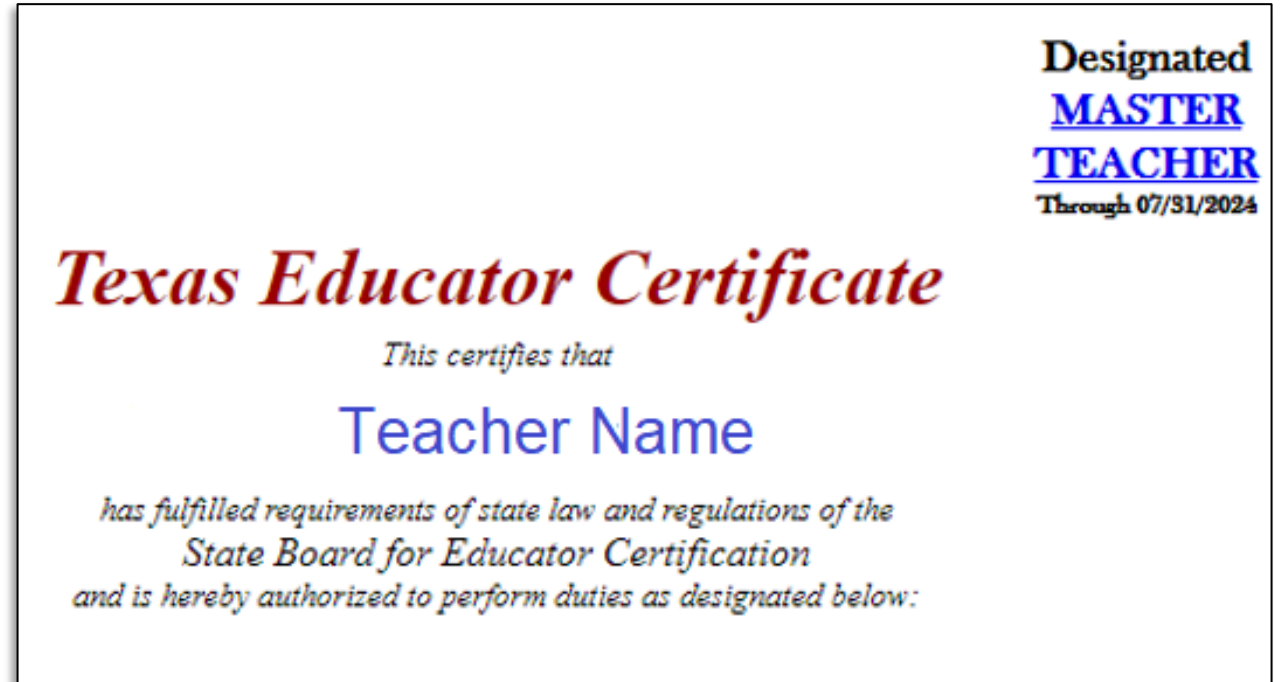 Designated
MASTER
TEACHER
Through 07/31/2024
Texas Educator Certificate
This certifies that
Teacher Name
has fulfilled requirements of state law and regulations of the
State Board for Educator Certification
and is hereby authorized to perform duties as designated below: